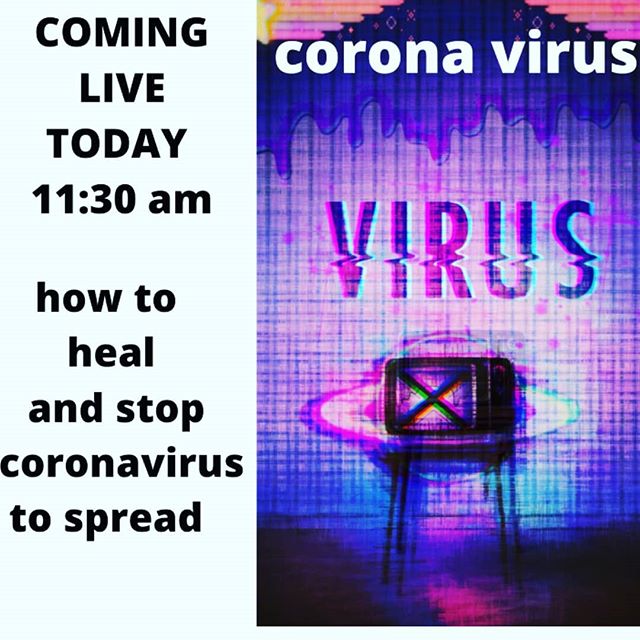 COMING
LIVE
TODAY
11:30 am
how to
heal
and stop
coronavirus
to spread
corona virus
VIRUS